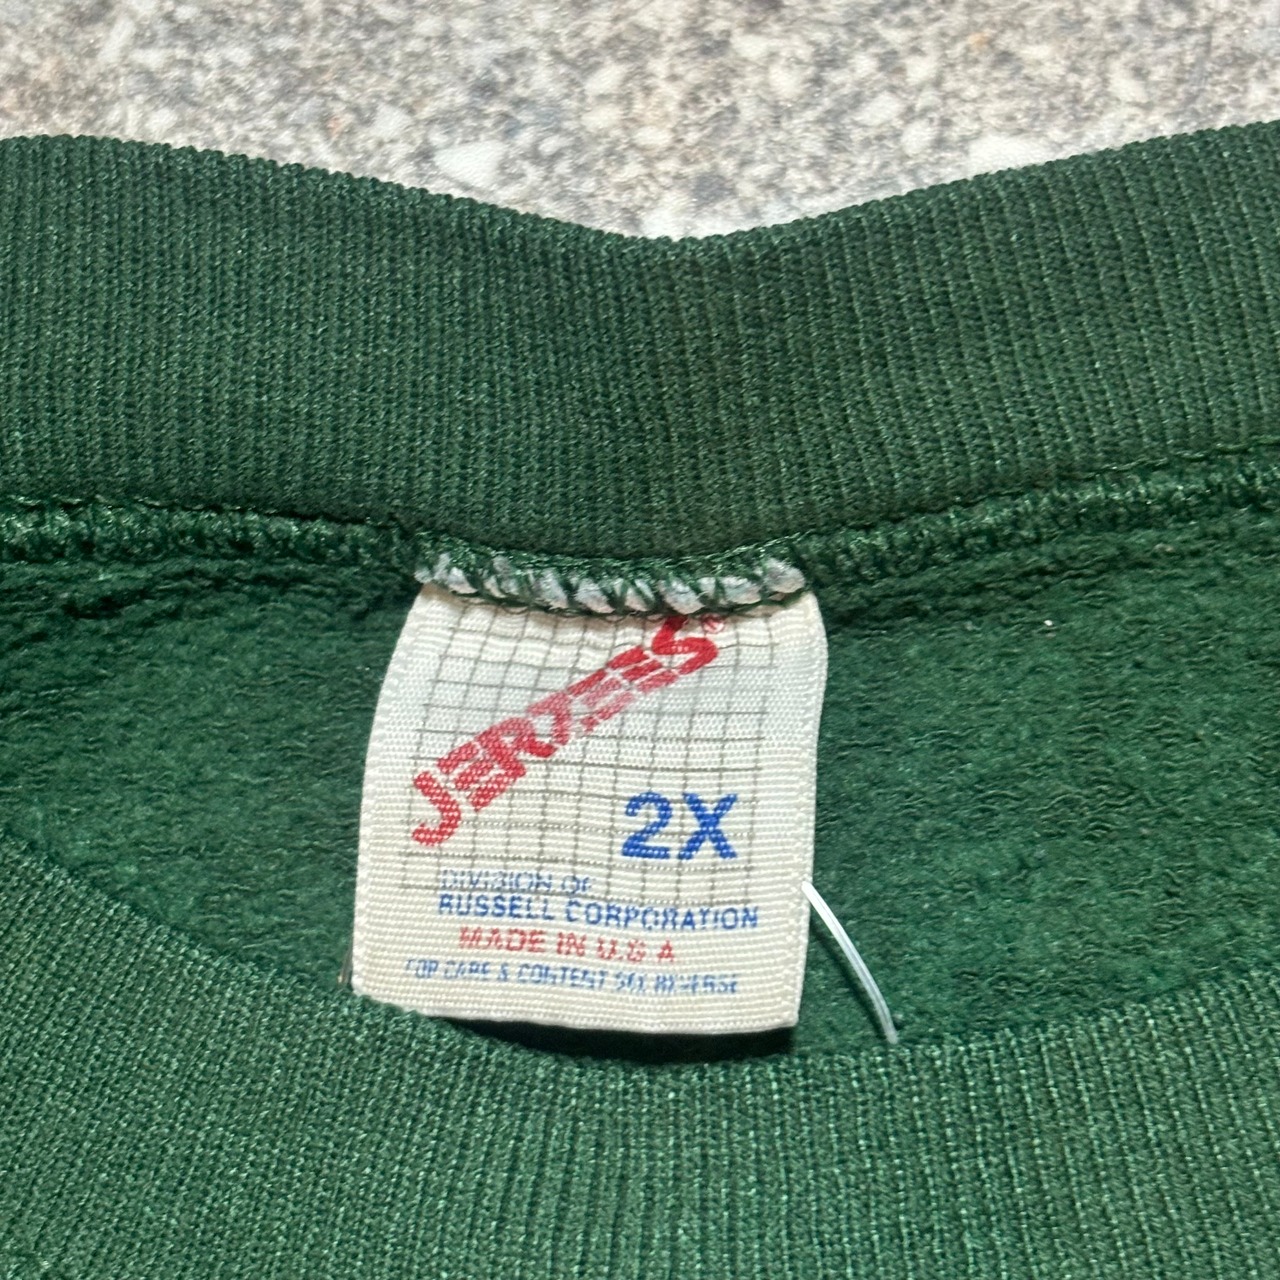 JERZEES®
2X
DIVISION OF
RUSSELL CORPORATION
MADE IN U.S.A
FOR CARE & CONTENT SEE REVERSE